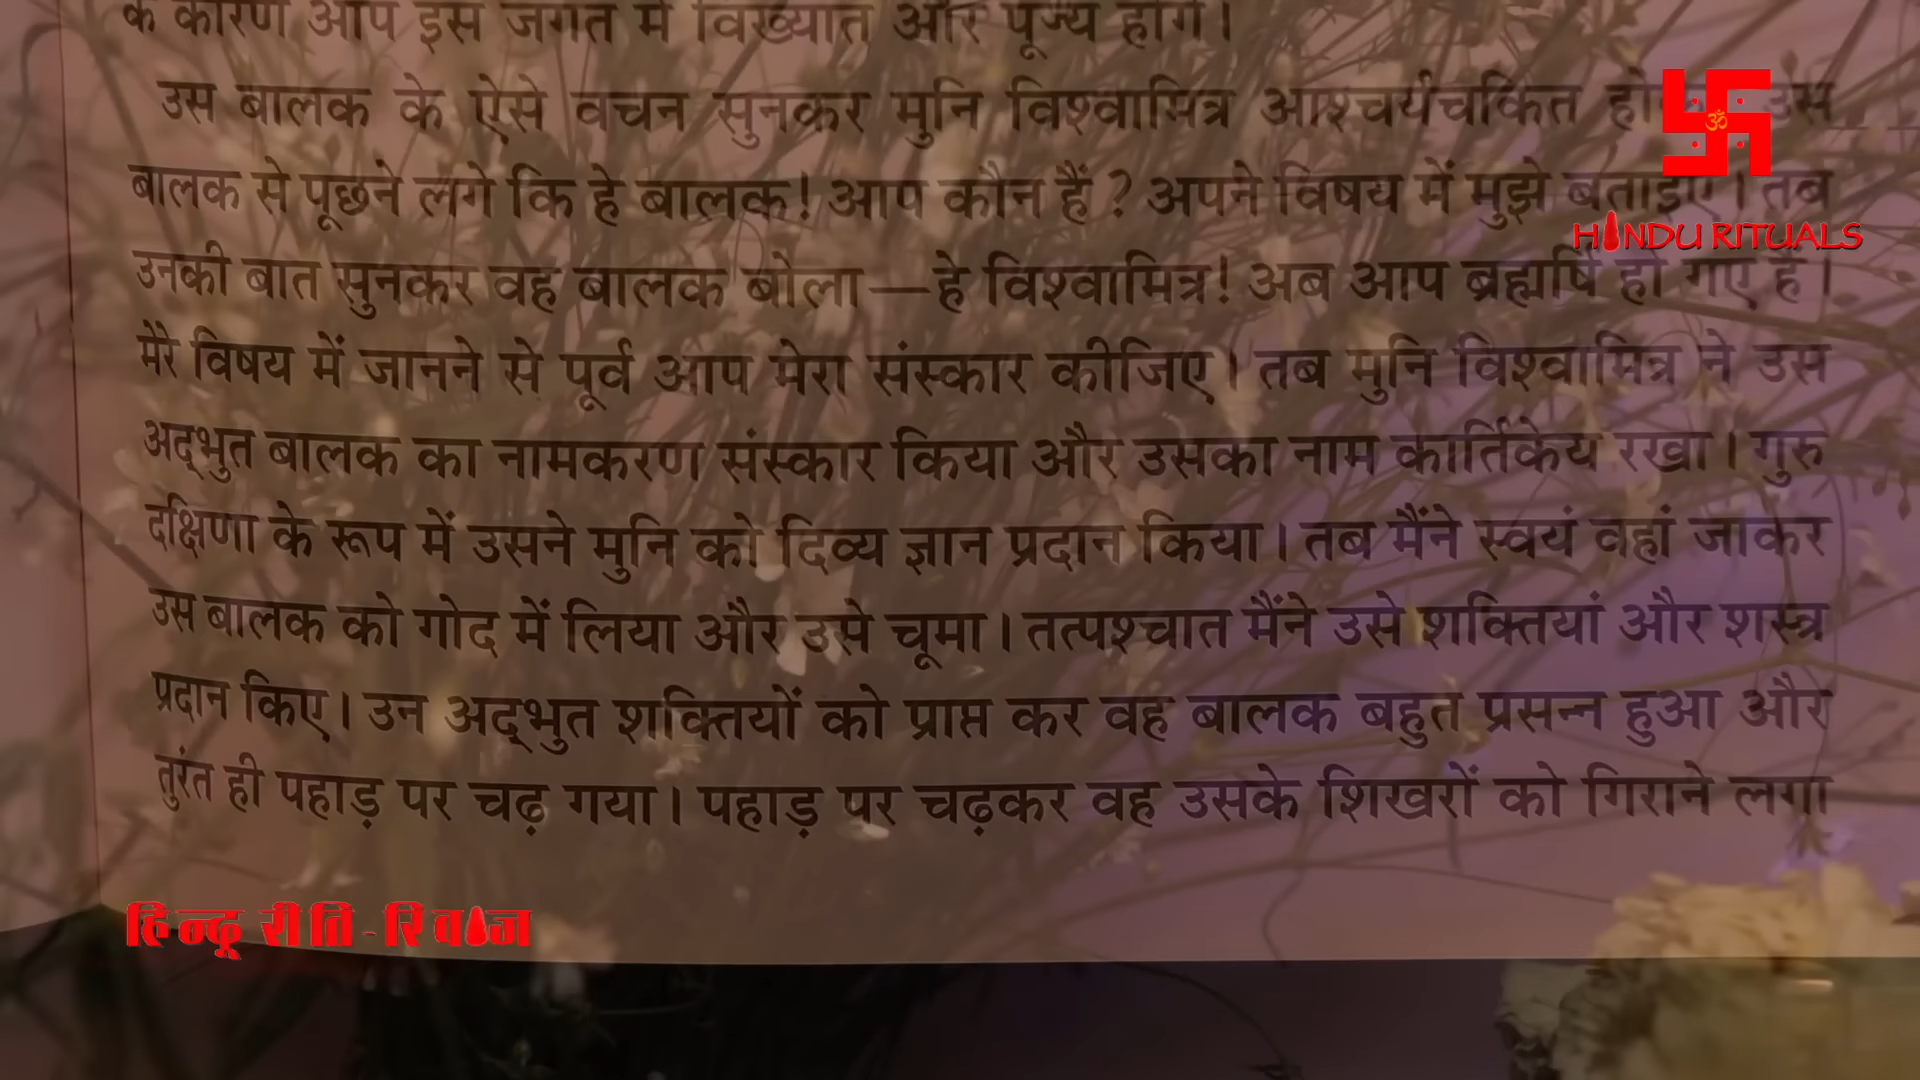 के कारण आप इस जगत में विख्यात और पूज्य होंगे।
उस बालक के ऐसे वचन सुनकर मुनि विश्वामित्र आश्चर्यचकित उस
बालक से पूछने लगे कि हे बालक! आप कौन हैं ? अपने विषय में मुझे बताइए। तब
उनकी बात सुनकर वह बालक बोला—हे विश्वामित्र! अब आप ब्रह्मर्षि हो गए हैं।
मेरे विषय में जानने से पूर्व आप मेरा संस्कार कीजिए। तब मुनि विश्वामित्र ने उस
अद्भुत बालक का नामकरण संस्कार किया और उसका नाम कार्तिकेय रखा। गुरु
दक्षिणा के रूप में उसने मुनि को दिव्य ज्ञान प्रदान किया। तब मैंने स्वयं वहां जाकर
उस बालक को गोद में लिया और उसे चूमा। तत्पश्चात मैंने उसे शक्तियां और शस्त्र
प्रदान किए। उन अद्भुत शक्तियों को प्राप्त कर वह बालक बहुत प्रसन्न हुआ और
तुरंत ही पहाड़ पर चढ़ गया। पहाड़ पर चढ़कर वह उसके शिखरों को गिराने लगा
ॐ
HINDU RITUALS
हिन्दू रीति-रिवाज